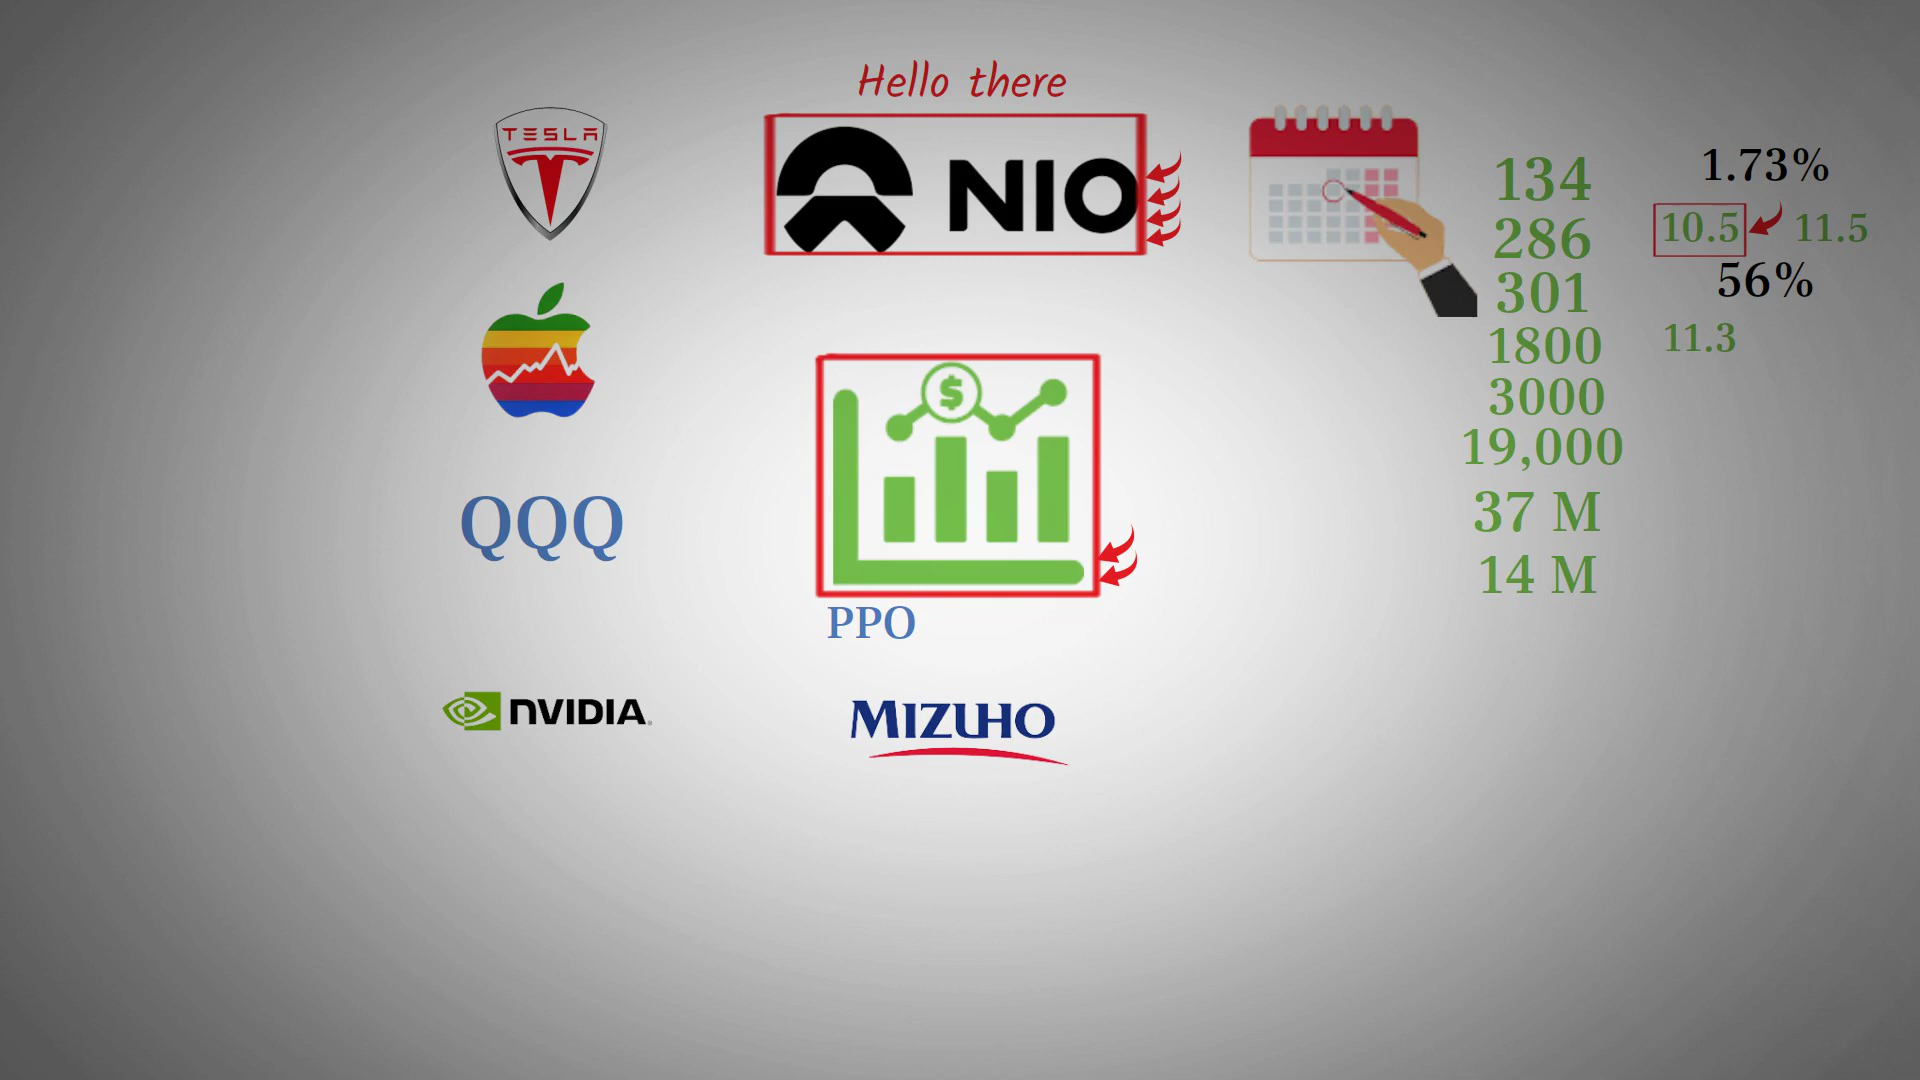 Hello there
TESLA
NIO
134
1.73%
286
10.5
11.5
301
56%
1800
11.3
3000
19,000
$
QQQ
37 M
14 M
PPO
NVIDIA.
MIZUHO